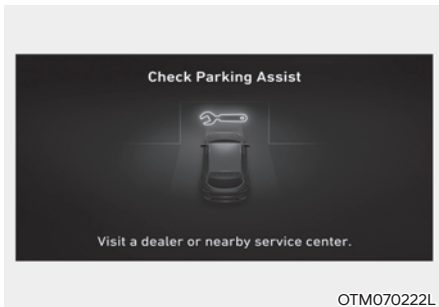 Check Parking Assist
Visit a dealer or nearby service center.
OTM070222L